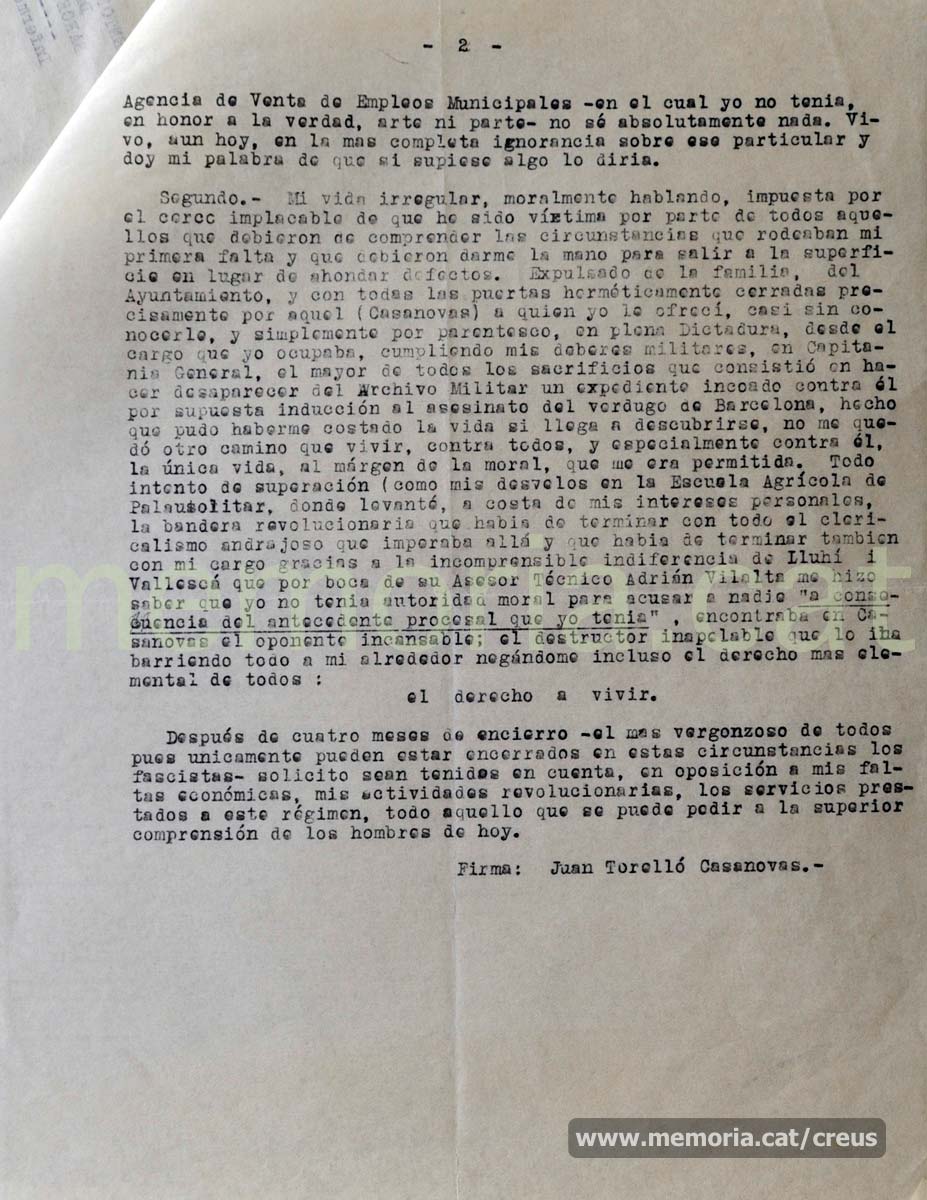 - 2 -
Agencia de Venta de Empleos Municipales -en el cual yo no tenia,
en honor a la verdad, arte ni parte- no sé absolutamente nada. Vi-
vo, aun hoy, en la mas completa ignorancia sobre ese particular y
doy mi palabra de que si supiese algo lo diria.
Segundo.- Mi vida irregular, moralmente hablando, impuesta por
el cerco implacable de que he sido víxtima por parte de todos aque-
llos que debieron de comprender las circunstancias que rodeaban mi
primera falta y que debieron darme la mano para salir a la superfi-
cie en lugar de ahondar defectos. Expulsado de la familia, del
Ayuntamiento, y con todas las puertas herméticamente cerradas pre-
cisamente por aquel (Casanovas) a quien yo le ofrecí, casi sin co-
nocerle, y simplemente por parentesco, en plena Dictadura, desde el
cargo que yo ocupaba, cumpliendo mis deberes militares, en Capita-
nia General, el mayor de todos los sacrificios que consistió en ha-
cer desaparecer del Archivo Militar un expediente incoado contra él
por supuesta inducción al asesinato del verdugo de Barcelona, hecho
que pudo haberme costado la vida si llega a descubrirse, no me que-
dó otro camino que vivir, contra todos, y especialmente contra él,
la única vida, al márgen de la moral, que me era permitida. Todo
intento de superación (como mis desvelos en la Escuela Agrícola de
Palausolitar, donde levanté, a costa de mis intereses personales,
la bandera revolucionaria que habia de terminar con todo el cleri-
calismo andrajoso que imperaba allá y que habia de terminar tambien
con mi cargo gracias a la incomprensible indiferencia de Lluhí i
Vallescá que por boca de su Asesor Técnico Adrián Vilalta me hizo
saber que yo no tenia autoridad moral para acusar a nadie "a conse-
cuencia del antecedente procesal que yo tenia" , encontraba en Ca-
sanovas el oponente incansable; el destructor inapelable que lo iba
barriendo todo a mi alrededor negándome incluso el derecho mas ele-
mental de todos :
el derecho a vivir.
Después de cuatro meses de encierro -el mas vergonzoso de todos
pues unicamente pueden estar encerrados en estas circunstancias los
fascistas- solicito sean tenidos en cuenta, en oposición a mis fal-
tas económicas, mis actividades revolucionarias, los servicios pres-
tados a este régimen, todo aquello que se puede pedir a la superior
comprensión de los hombres de hoy.
Firma: Juan Torelló Casanovas.-
memoria.cat
www.memoria.cat/creus